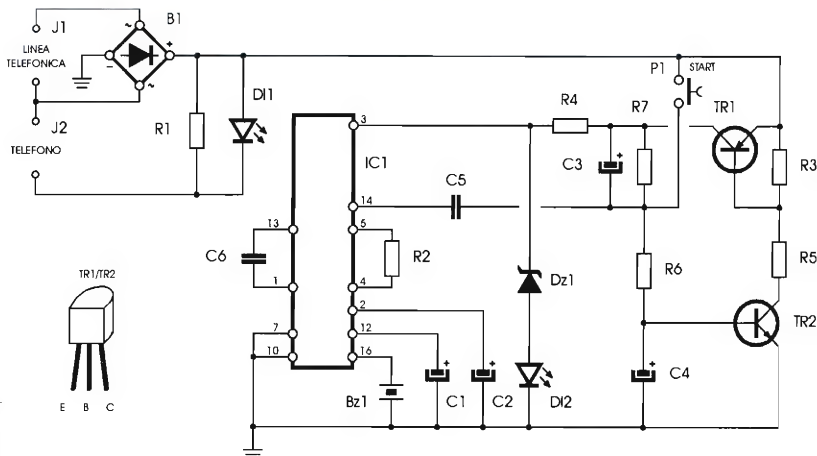 J1
B1
LINEA
TELEFONICA
~
+
−
~
J2
TELEFONO
R1
DI1
IC1
3
14
13
5
1
4
2
7
12
10
16
C6
R2
C5
R4
R7
C3
+
P1
START
TR1
R3
R5
R6
TR2
Dz1
DI2
C4
+
Bz1
C1
+
C2
+
TR1/TR2
E B C